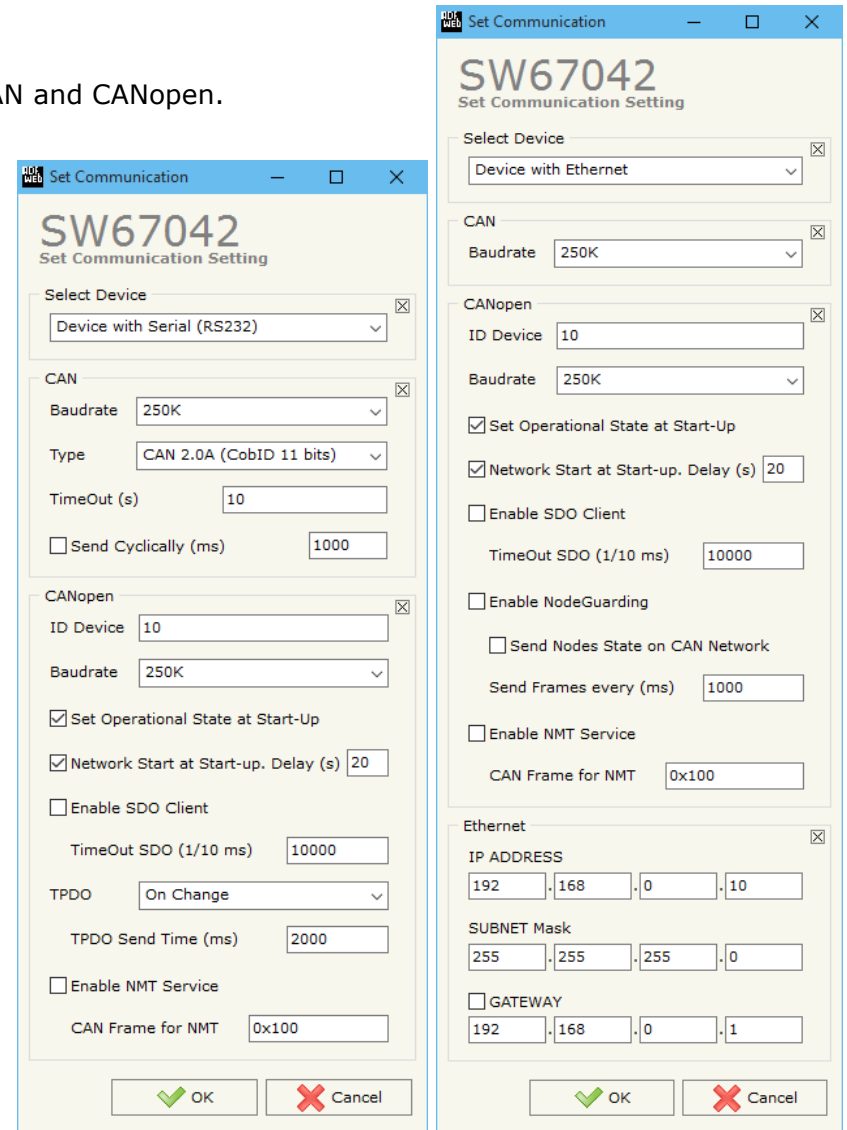 AN and CANopen.
Set Communication
SW67042
Set Communication Setting
Select Device
Device with Serial (RS232)
CAN
Baudrate 250K
Type CAN 2.0A (CobID 11 bits)
TimeOut (s) 10
Send Cyclically (ms) 1000
CANopen
ID Device 10
Baudrate 250K
Set Operational State at Start-Up
Network Start at Start-up. Delay (s) 20
Enable SDO Client
TimeOut SDO (1/10 ms) 10000
TPDO On Change
TPDO Send Time (ms) 2000
Enable NMT Service
CAN Frame for NMT 0x100
OK Cancel
Set Communication
SW67042
Set Communication Setting
Select Device
Device with Ethernet
CAN
Baudrate 250K
CANopen
ID Device 10
Baudrate 250K
Set Operational State at Start-Up
Network Start at Start-up. Delay (s) 20
Enable SDO Client
TimeOut SDO (1/10 ms) 10000
Enable NodeGuarding
Send Nodes State on CAN Network
Send Frames every (ms) 1000
Enable NMT Service
CAN Frame for NMT 0x100
Ethernet
IP ADDRESS
192 . 168 . 0 . 10
SUBNET Mask
255 . 255 . 255 . 0
GATEWAY
192 . 168 . 0 . 1
OK Cancel